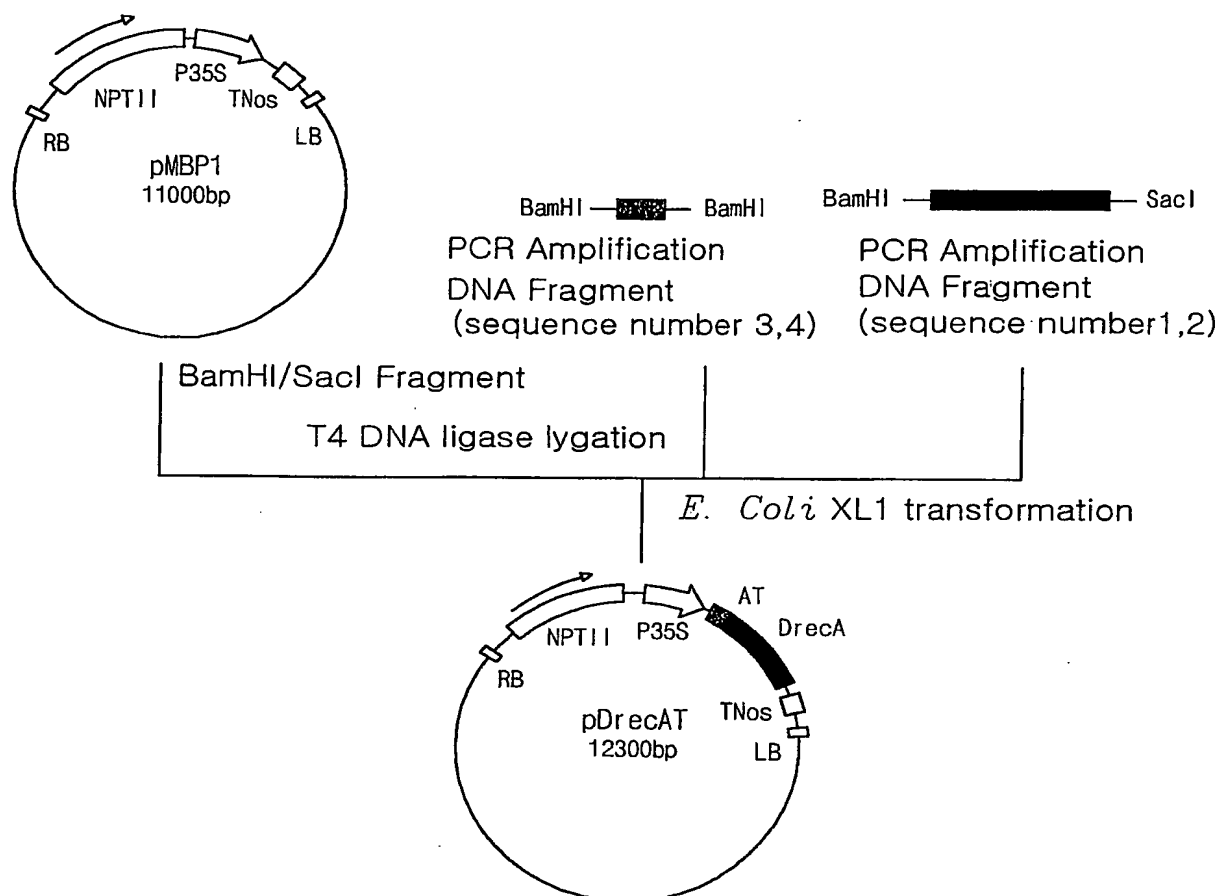 P35S
NPTII
TNos
RB
LB
pMBP1
11000bp
BamHI
BamHI
BamHI
SacI
PCR Amplification
DNA Fragment
(sequence number 3,4)
PCR Amplification
DNA Fragment
(sequence number1,2)
BamHI/SacI Fragment
T4 DNA ligase lygation
E. Coli XL1 transformation
AT
DrecA
P35S
NPTII
RB
TNos
LB
pDrecAT
12300bp